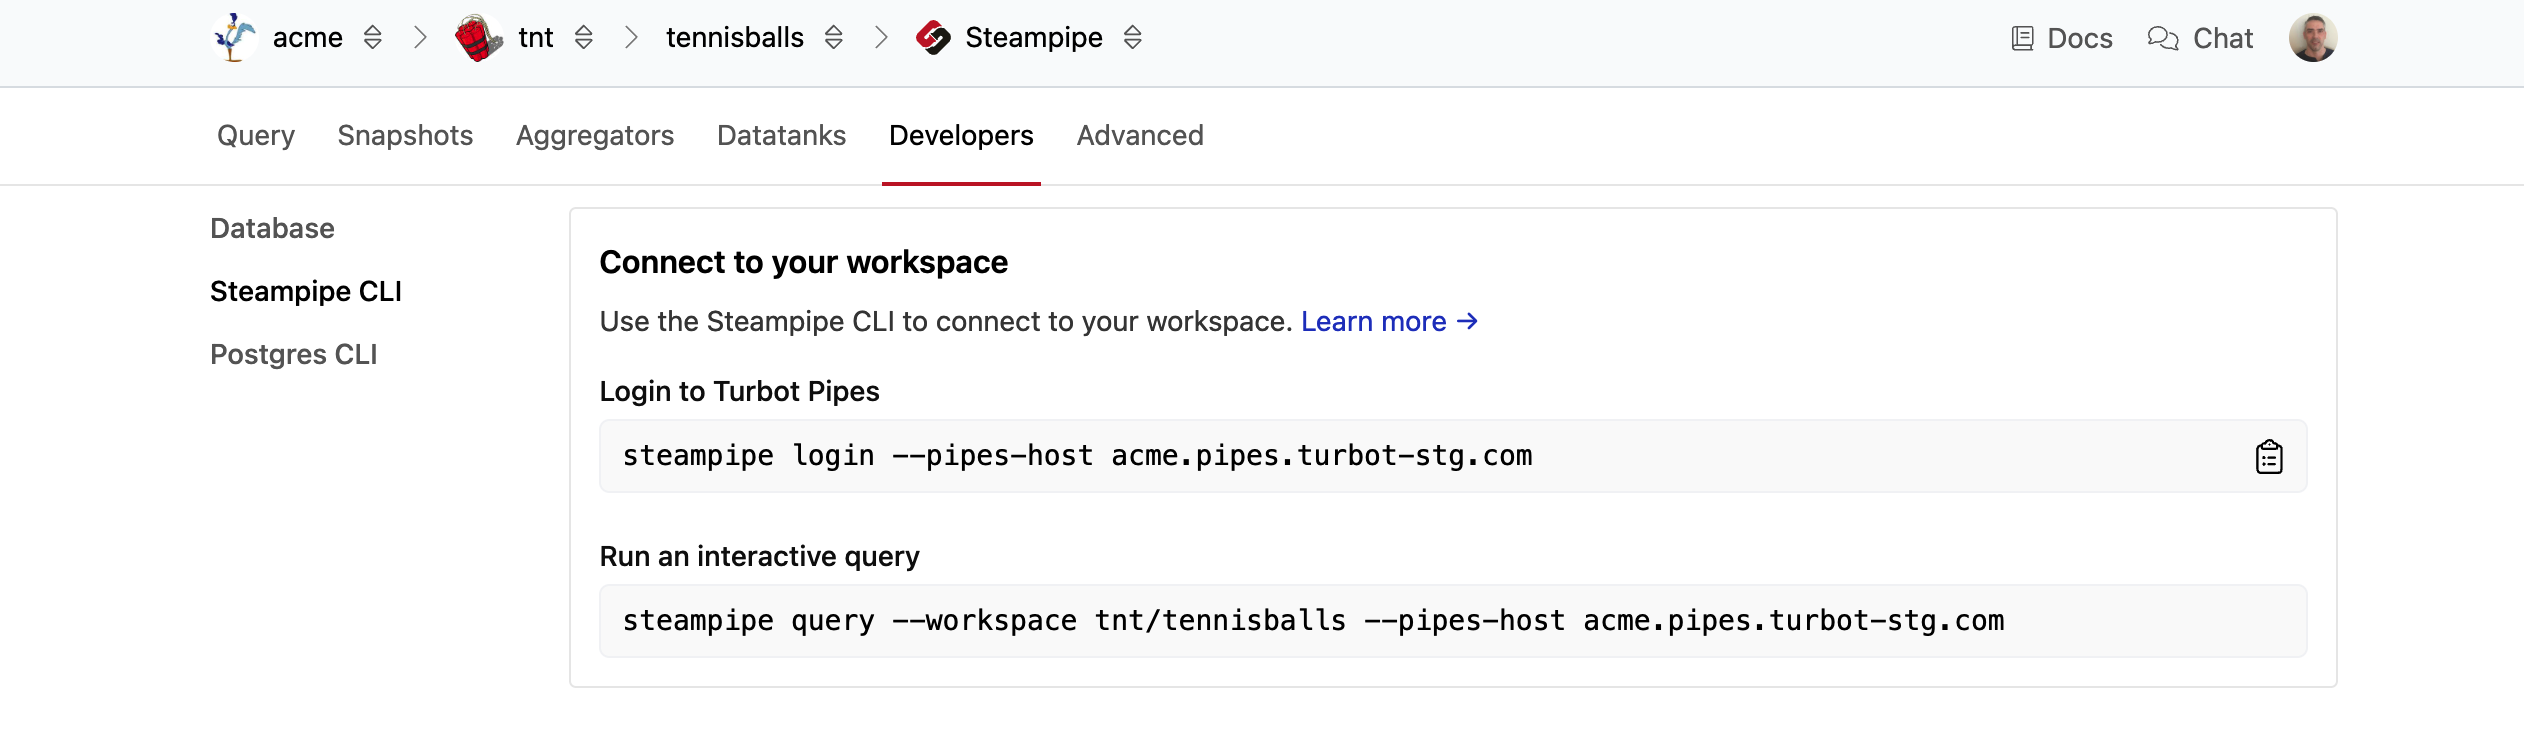 acme tnt tennisballs Steampipe Docs Chat
Query Snapshots Aggregators Datatanks Developers Advanced
Database
Steampipe CLI
Postgres CLI
Connect to your workspace
Use the Steampipe CLI to connect to your workspace. Learn more →
Login to Turbot Pipes
steampipe login --pipes-host acme.pipes.turbot-stg.com
Run an interactive query
steampipe query --workspace tnt/tennisballs --pipes-host acme.pipes.turbot-stg.com